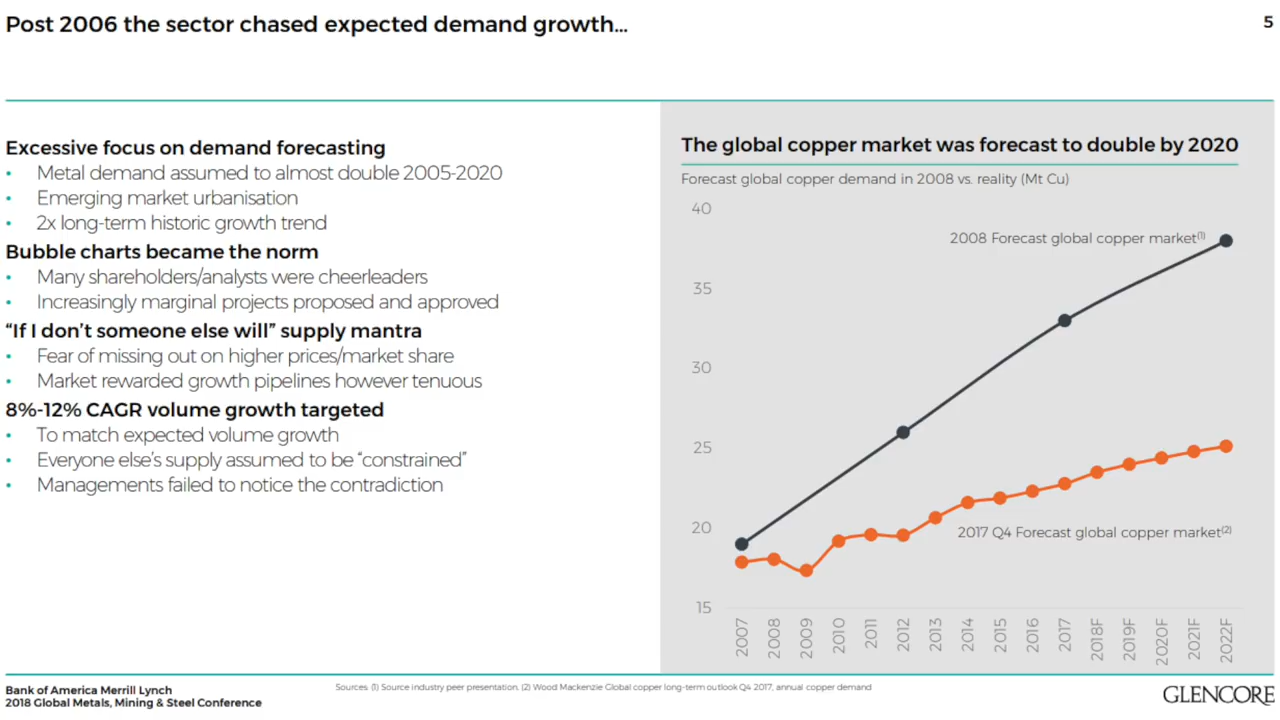 Post 2006 the sector chased expected demand growth…
5
Excessive focus on demand forecasting
• Metal demand assumed to almost double 2005-2020
• Emerging market urbanisation
• 2x long-term historic growth trend
Bubble charts became the norm
• Many shareholders/analysts were cheerleaders
• Increasingly marginal projects proposed and approved
“If I don’t someone else will” supply mantra
• Fear of missing out on higher prices/market share
• Market rewarded growth pipelines however tenuous
8%-12% CAGR volume growth targeted
• To match expected volume growth
• Everyone else’s supply assumed to be “constrained”
• Managements failed to notice the contradiction
The global copper market was forecast to double by 2020
Forecast global copper demand in 2008 vs. reality (Mt Cu)
40
35
30
25
20
15
2008 Forecast global copper market(1)
2017 Q4 Forecast global copper market(2)
2007
2008
2009
2010
2011
2012
2013
2014
2015
2016
2017
2018F
2019F
2020F
2021F
2022F
Bank of America Merrill Lynch
2018 Global Metals, Mining & Steel Conference
Sources: (1) Source industry peer presentation. (2) Wood Mackenzie Global copper long-term outlook Q4 2017, annual copper demand
GLENCORE